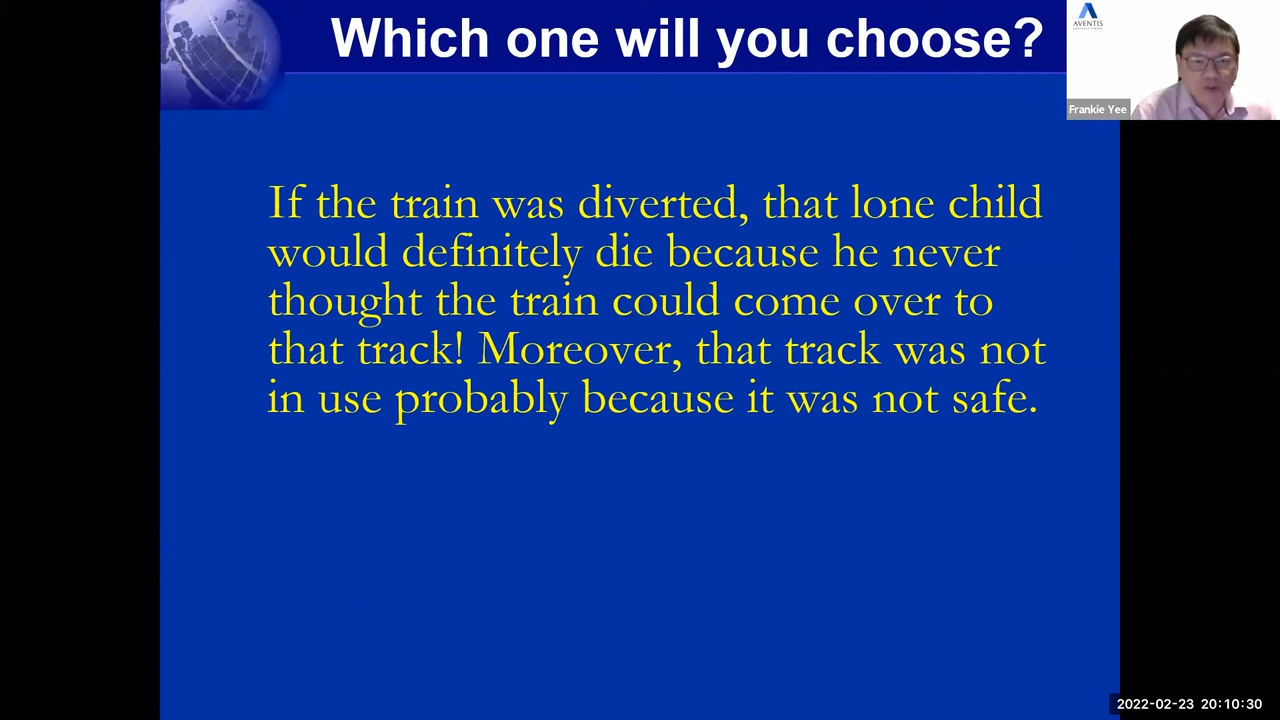 Which one will you choose?
AVENTIS
Frankie Yee
If the train was diverted, that lone child
would definitely die because he never
thought the train could come over to
that track! Moreover, that track was not
in use probably because it was not safe.
2022-02-23 20:10:30